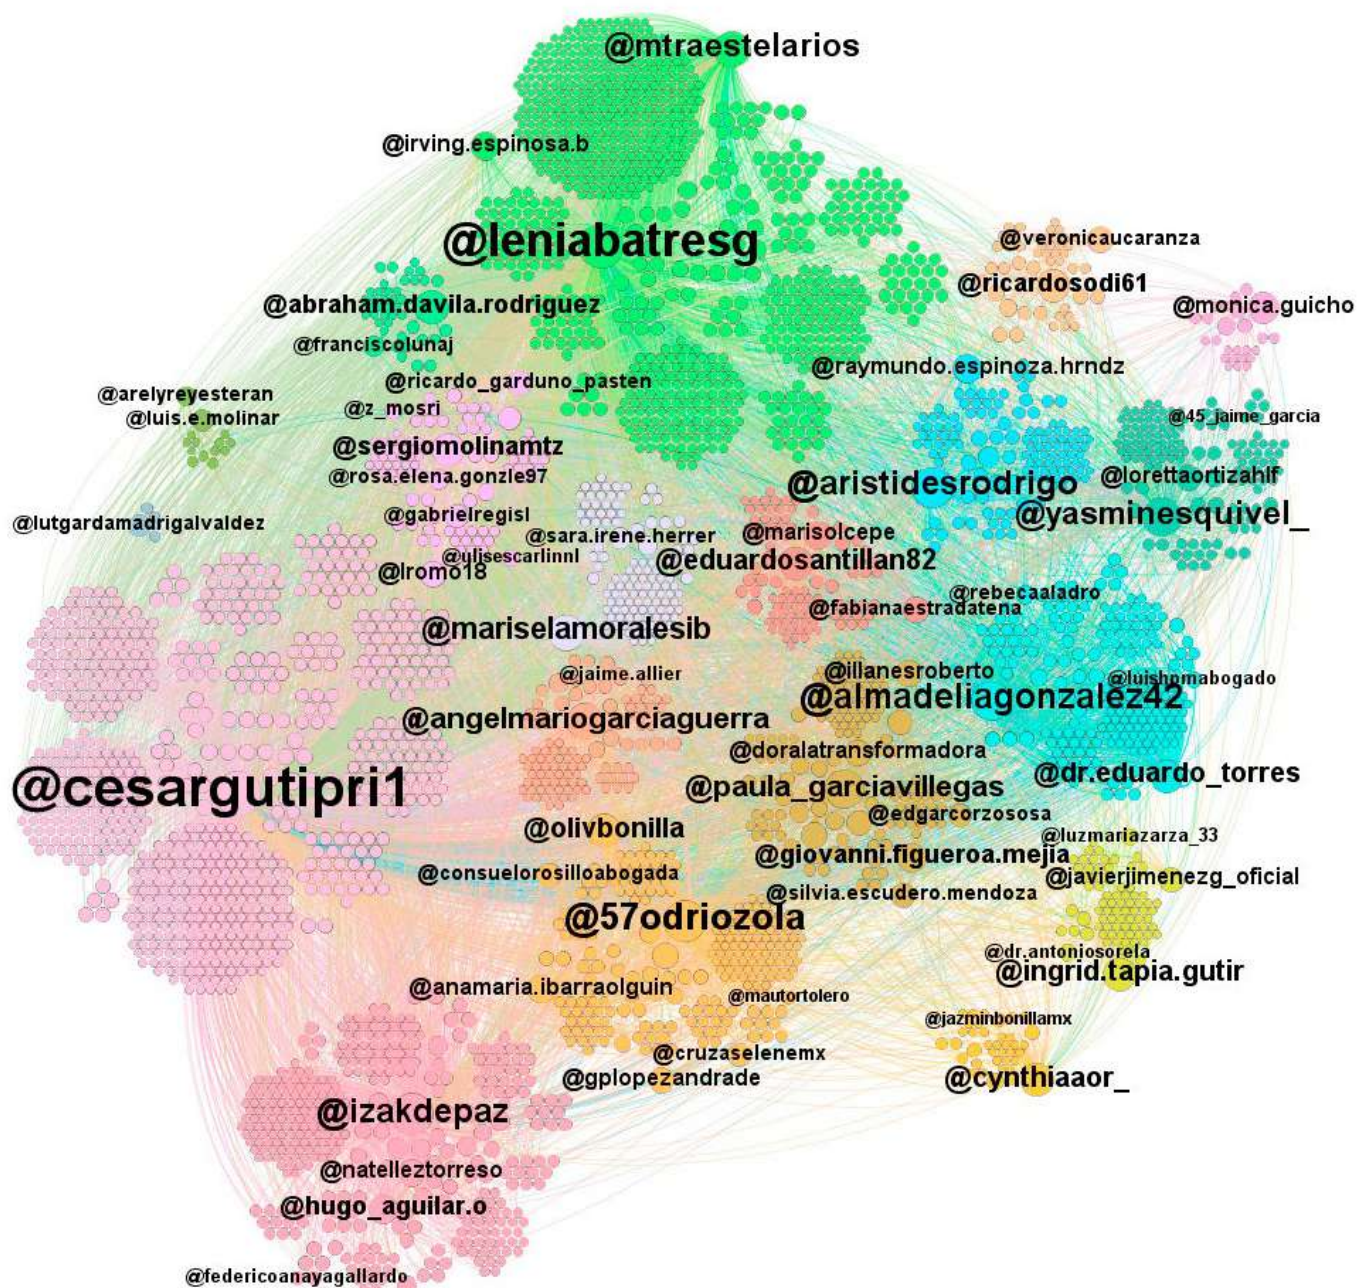 @mtraestelarios
@irving.espinosa.b
@leniabatresg
@veronicaucaranza
@ricardosodi61
@monica.guicho
@abraham.davila.rodriguez
@franciscolunaj
@raymundo.espinoza.hrndz
@ricardo_garduno_pasten
@arelyreyesteran
@z_mosri
@luis.e.molinar
@45_jaime_garcia
@sergiomolinamtz
@rosa.elena.gonzle97
@lorettaortizahlf
@aristidesrodrigo
@gabrielregisl
@yasminesquivel_
@lutgardamadrigalvaldez
@sara.irene.herrer
@marisolcepe
@ulisescarlinnl
@eduardosantillan82
@lromo18
@rebecaaladro
@fabianaestradatena
@mariselamoralesib
@jaime.allier
@illanesroberto
@luishpmabogado
@almadeliagonzalez42
@angelmariogarciaguerra
@doralatransformadora
@dr.eduardo_torres
@paula_garciavillegas
@cesargutipri1
@edgarcorzososa
@olivbonilla
@luzmariazarza_33
@giovanni.figueroa.mejia
@consuelorosilloabogada
@javierjimenezg_oficial
@silvia.escudero.mendoza
@57odriozola
@dr.antoniosorela
@ingrid.tapia.gutir
@anamaria.ibarraolguin
@mautortolero
@jazminbonillamx
@cruzaselenemx
@gplopezandrade
@cynthiaaor_
@izakdepaz
@natelleztorreso
@hugo_aguilar.o
@federicoanayagallardo